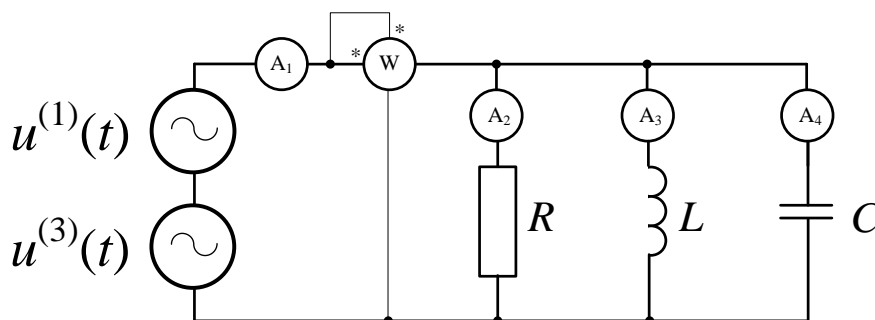 * *
A₁ W
u⁽¹⁾(t) A₂ A₃ A₄
R L C
u⁽³⁾(t)